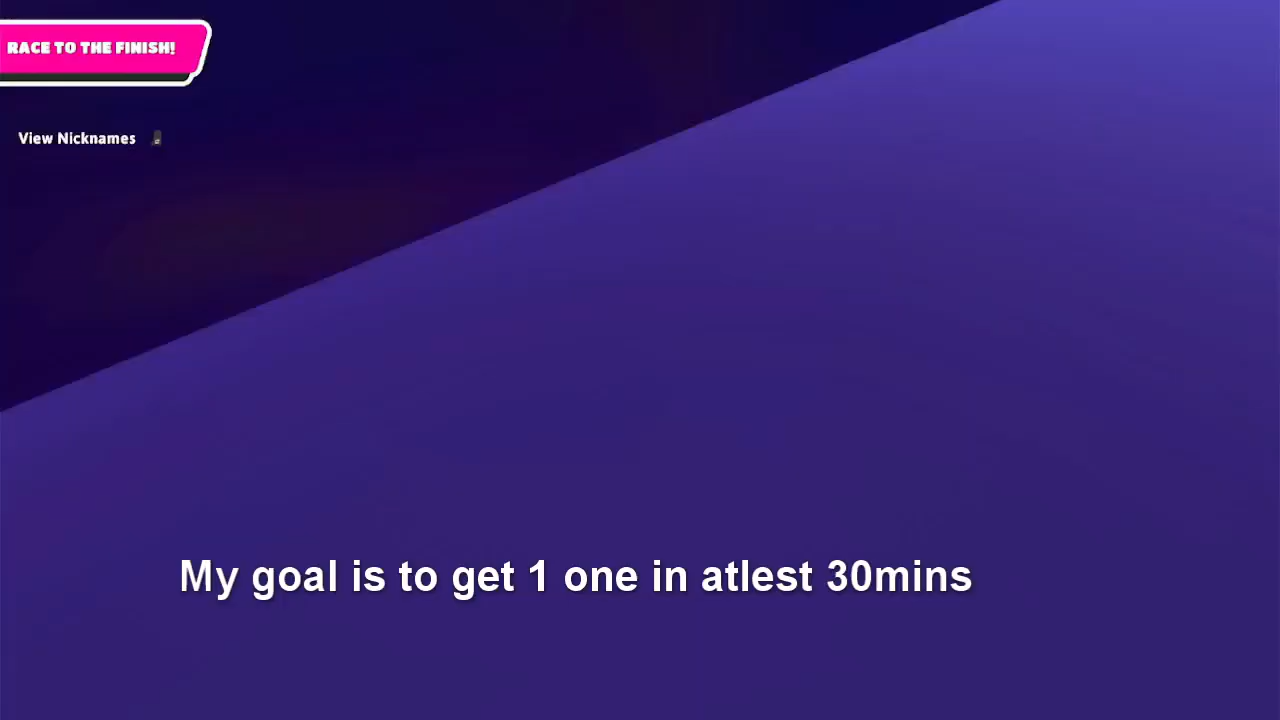 RACE TO THE FINISH!
View Nicknames
My goal is to get 1 one in atlest 30mins